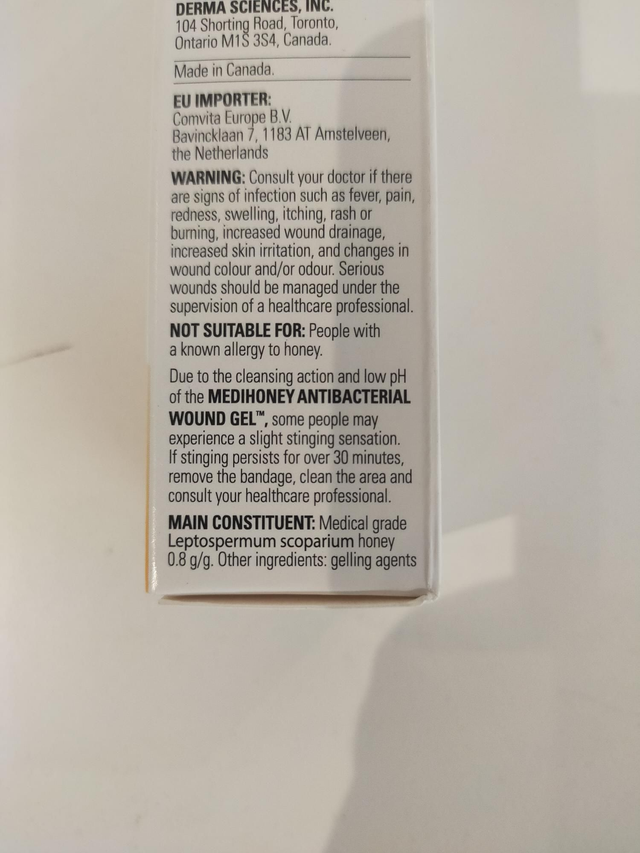 DERMA SCIENCES, INC.
104 Shorting Road, Toronto,
Ontario M1S 3S4, Canada.
Made in Canada.
EU IMPORTER:
Comvita Europe B.V.
Bavincklaan 7, 1183 AT Amstelveen,
the Netherlands
WARNING: Consult your doctor if there
are signs of infection such as fever, pain,
redness, swelling, itching, rash or
burning, increased wound drainage,
increased skin irritation, and changes in
wound colour and/or odour. Serious
wounds should be managed under the
supervision of a healthcare professional.
NOT SUITABLE FOR: People with
a known allergy to honey.
Due to the cleansing action and low pH
of the MEDIHONEY ANTIBACTERIAL
WOUND GEL™, some people may
experience a slight stinging sensation.
If stinging persists for over 30 minutes,
remove the bandage, clean the area and
consult your healthcare professional.
MAIN CONSTITUENT: Medical grade
Leptospermum scoparium honey
0.8 g/g. Other ingredients: gelling agents